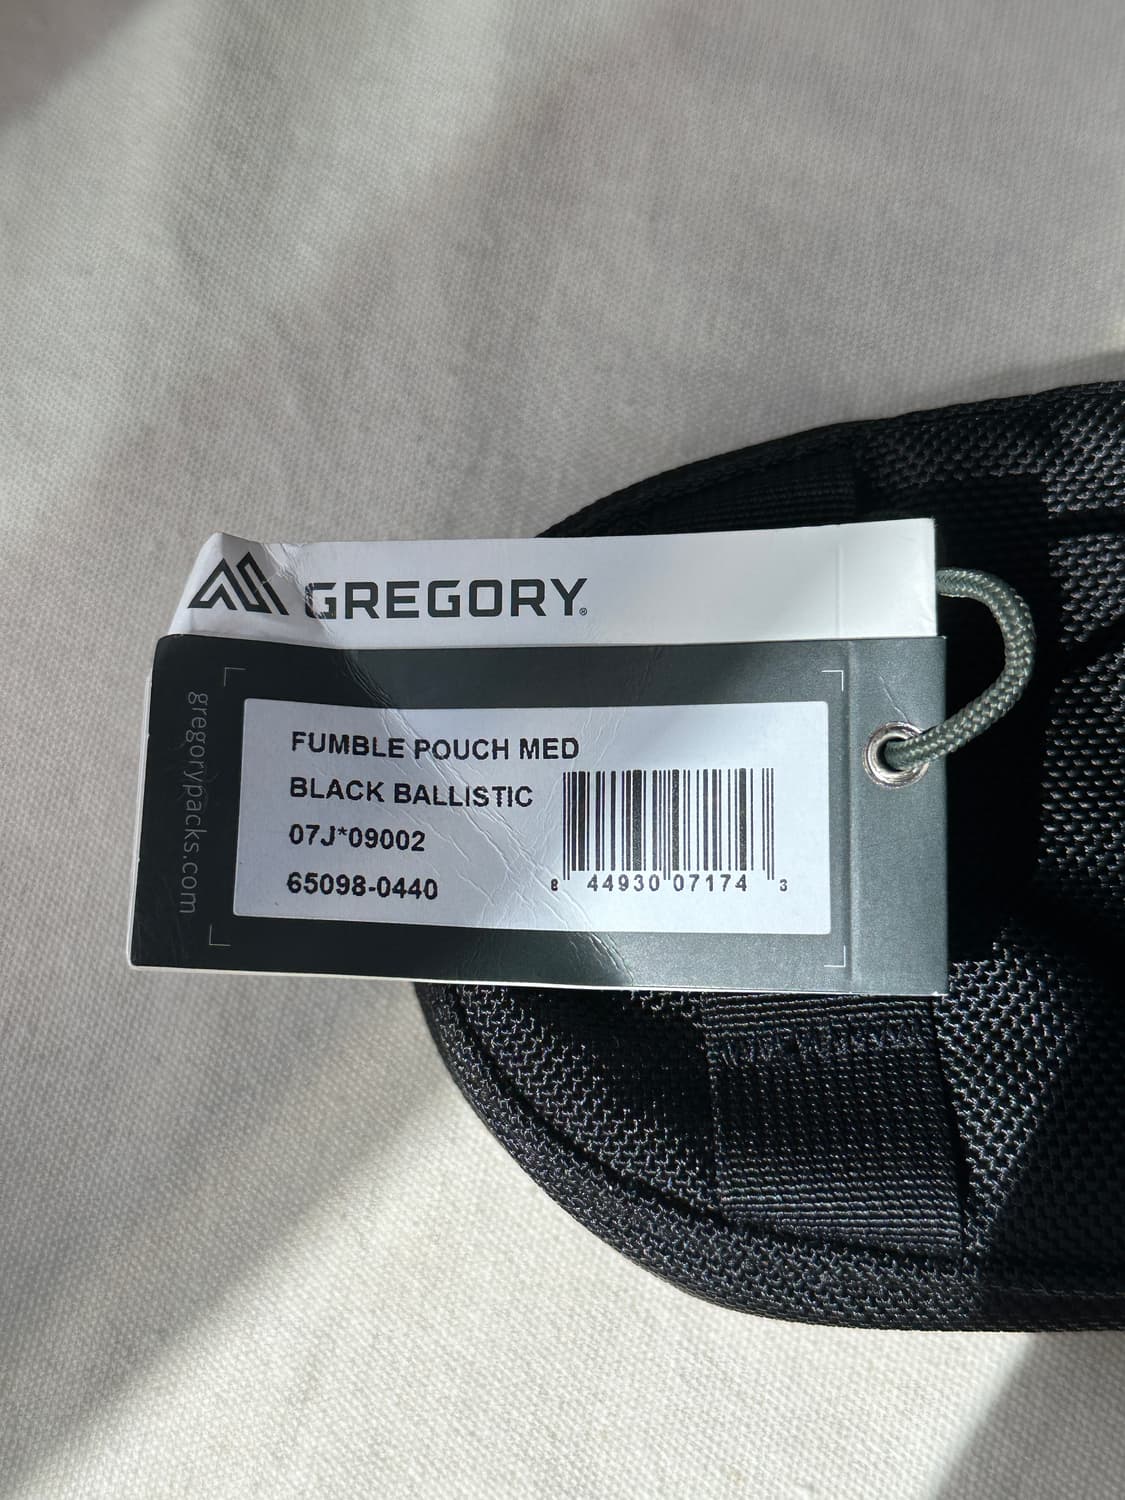 GREGORY®
gregorypacks.com
FUMBLE POUCH MED
BLACK BALLISTIC
07J*09002
65098-0440
8 44930 07174 3